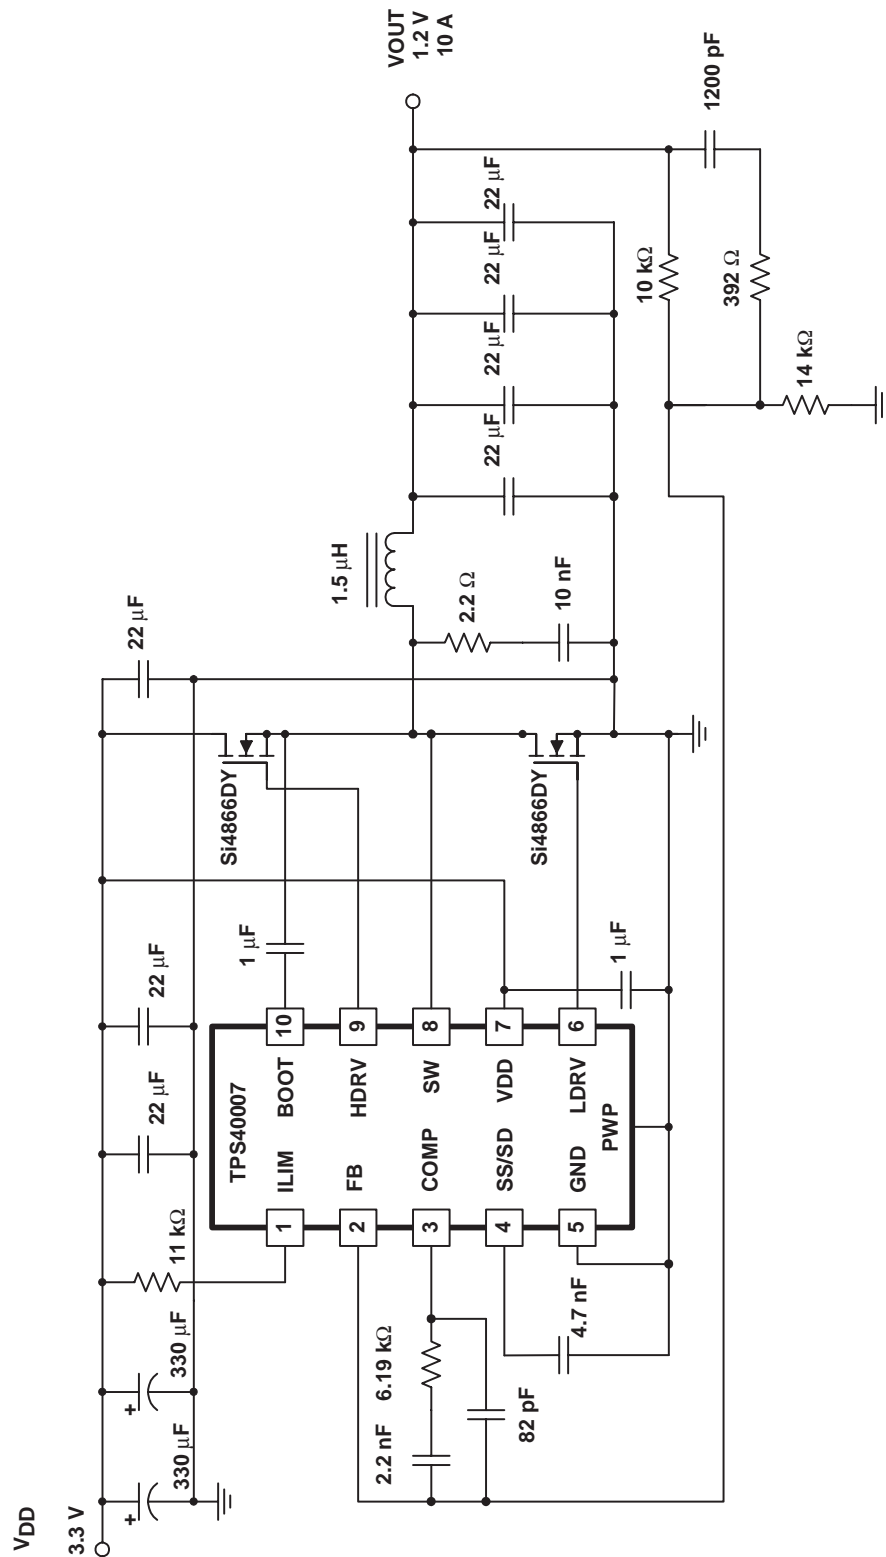 VDD
3.3 V
330 µF
330 µF
11 kΩ
22 µF
22 µF
22 µF
TPS40007
1
ILIM
BOOT
10
2
FB
HDRV
9
3
COMP
SW
8
4
SS/SD
VDD
7
5
GND
LDRV
6
PWP
1 µF
1 µF
Si4866DY
Si4866DY
2.2 nF
6.19 kΩ
82 pF
4.7 nF
1.5 µH
2.2 Ω
10 nF
22 µF
22 µF
22 µF
22 µF
VOUT
1.2 V
10 A
10 kΩ
1200 pF
392 Ω
14 kΩ